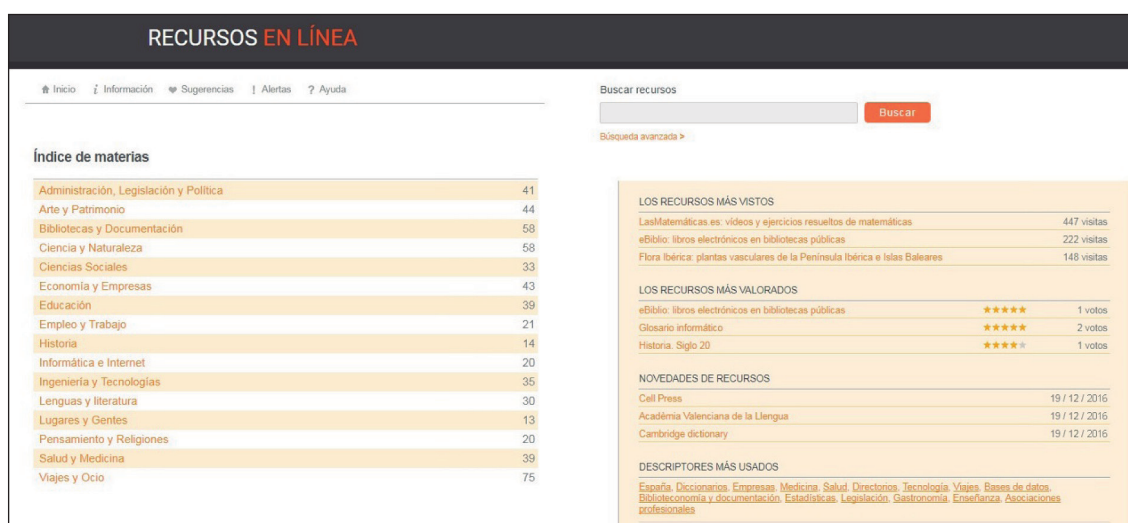 RECURSOS EN LÍNEA
Inicio i Información Sugerencias ! Alertas ? Ayuda
Buscar recursos
Buscar
Búsqueda avanzada >
Índice de materias
Administración, Legislación y Política 41
Arte y Patrimonio 44
Bibliotecas y Documentación 58
Ciencia y Naturaleza 58
Ciencias Sociales 33
Economía y Empresas 43
Educación 39
Empleo y Trabajo 21
Historia 14
Informática e Internet 20
Ingeniería y Tecnologías 35
Lenguas y literatura 30
Lugares y Gentes 13
Pensamiento y Religiones 20
Salud y Medicina 39
Viajes y Ocio 75
LOS RECURSOS MÁS VISTOS
LasMatemáticas.es: vídeos y ejercicios resueltos de matemáticas 447 visitas
eBiblio: libros electrónicos en bibliotecas públicas 222 visitas
Flora Ibérica: plantas vasculares de la Península Ibérica e Islas Baleares 148 visitas
LOS RECURSOS MÁS VALORADOS
eBiblio: libros electrónicos en bibliotecas públicas ★★★★★ 1 votos
Glosario informático ★★★★★ 2 votos
Historia. Siglo 20 ★★★★★ 1 votos
NOVEDADES DE RECURSOS
Cell Press 19 / 12 / 2016
Acadèmia Valenciana de la Llengua 19 / 12 / 2016
Cambridge dictionary 19 / 12 / 2016
DESCRIPTORES MÁS USADOS
España, Diccionarios, Empresas, Medicina, Salud, Directorios, Tecnología, Viajes, Bases de datos,
Biblioteconomía y documentación, Estadísticas, Legislación, Gastronomía, Enseñanza, Asociaciones
profesionales